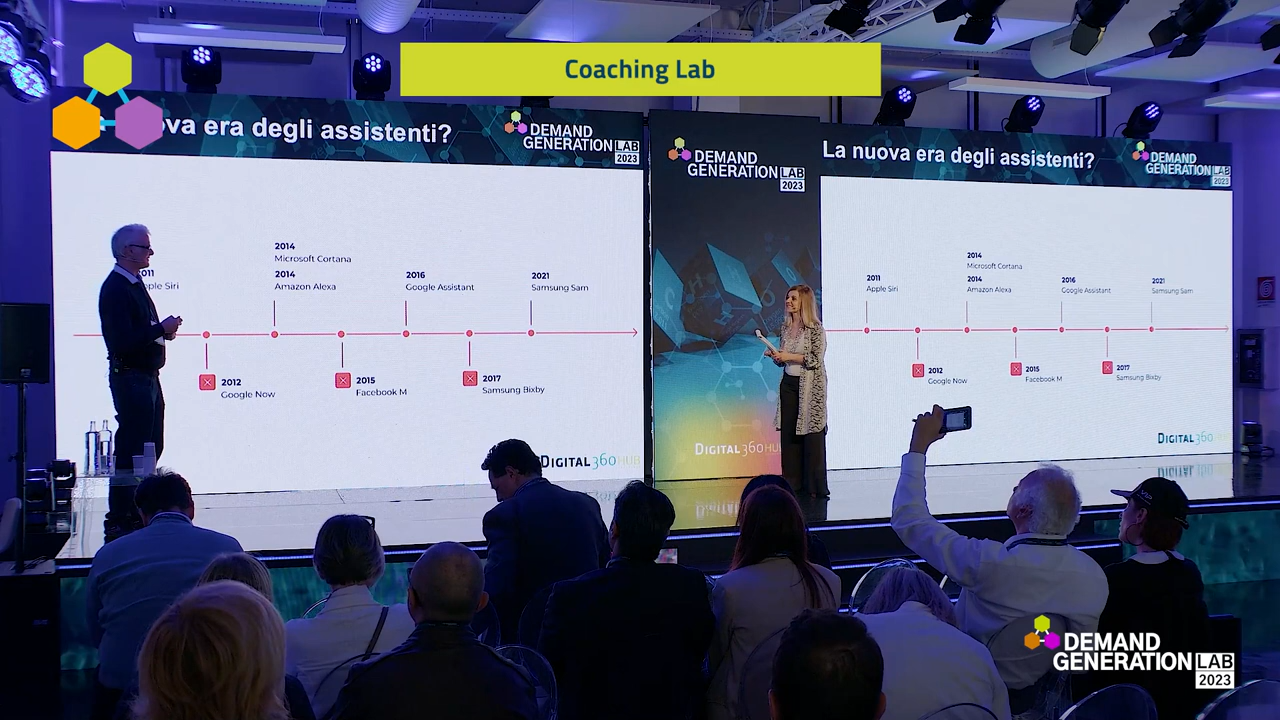 Coaching Lab
va era degli assistenti?
DEMAND
GENERATION LAB
2023
2014
Microsoft Cortana
2011
Apple Siri
2014
Amazon Alexa
2016
Google Assistant
2021
Samsung Sam
2012
Google Now
2015
Facebook M
2017
Samsung Bixby
DIGITAL360HUB
DEMAND
GENERATION LAB
2023
DIGITAL360HU
La nuova era degli assistenti?
DEMAND
GENERATION LAB
2023
2014
Microsoft Cortana
2011
Apple Siri
2014
Amazon Alexa
2016
Google Assistant
2021
Samsung Sam
2012
Google Now
2015
Facebook M
2017
Samsung Bixby
DIGITAL360
DEMAND
GENERATION LAB
2023